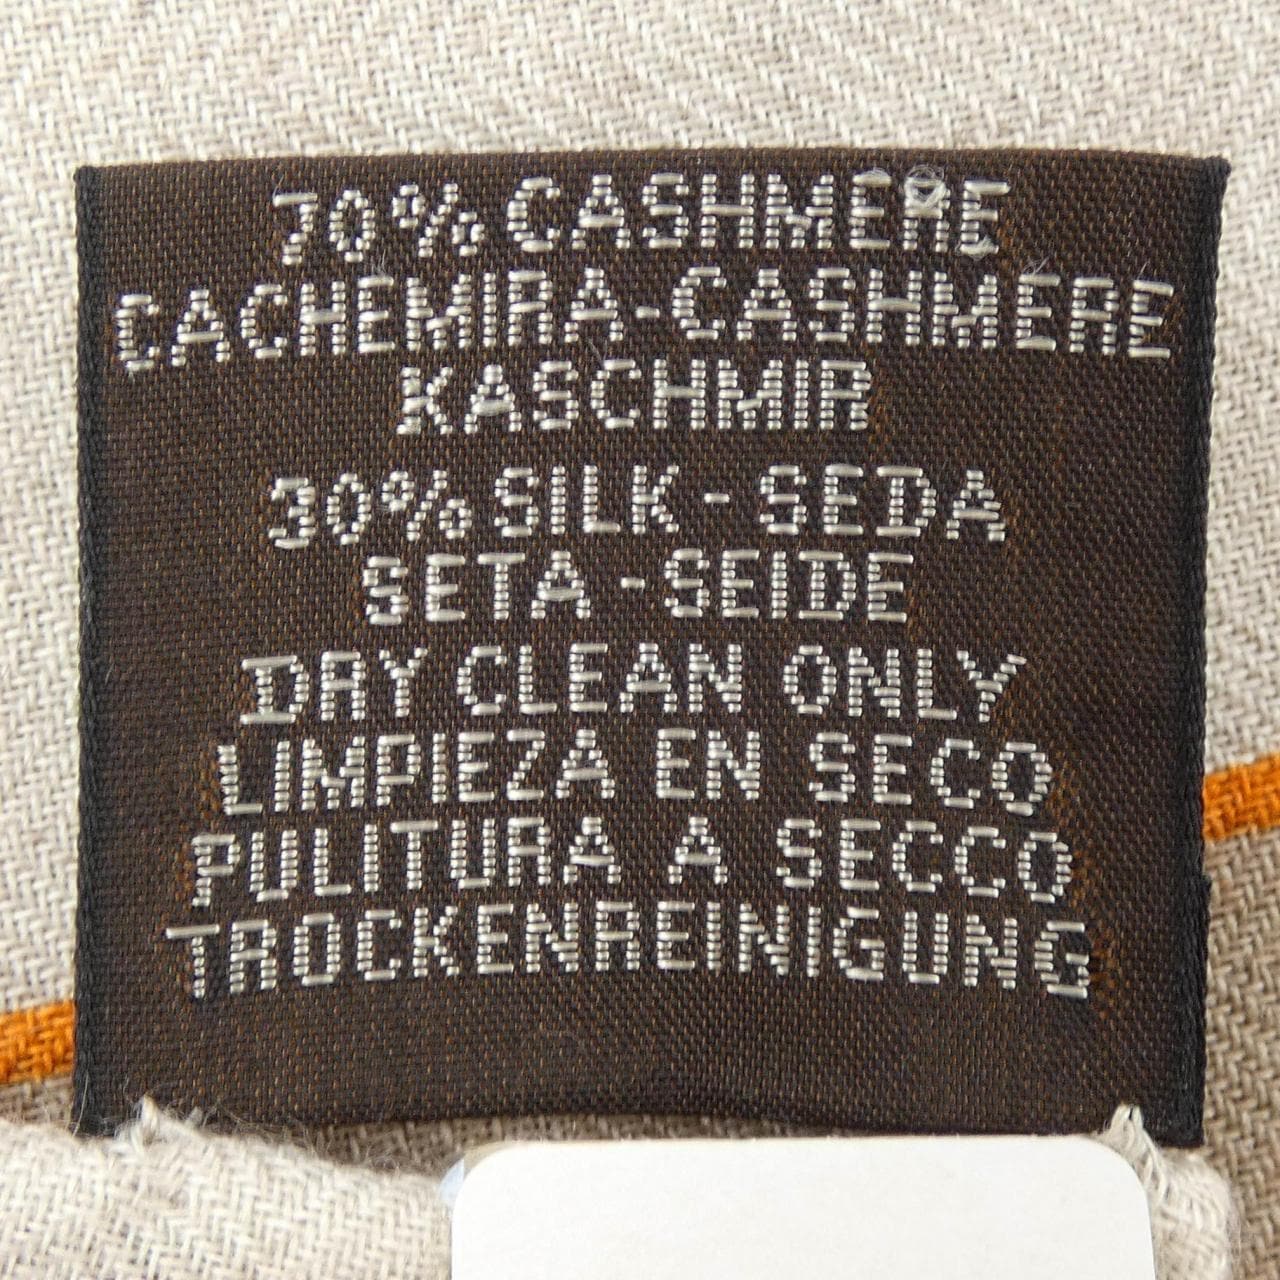 70% CASHMERE
CACHEMIRA-CASHMERE
KASCHMIR
30% SILK - SEDA
SETA - SEIDE
DRY CLEAN ONLY
LIMPIEZA EN SECO
PULITURA A SECCO
TROCKENREINIGUNG